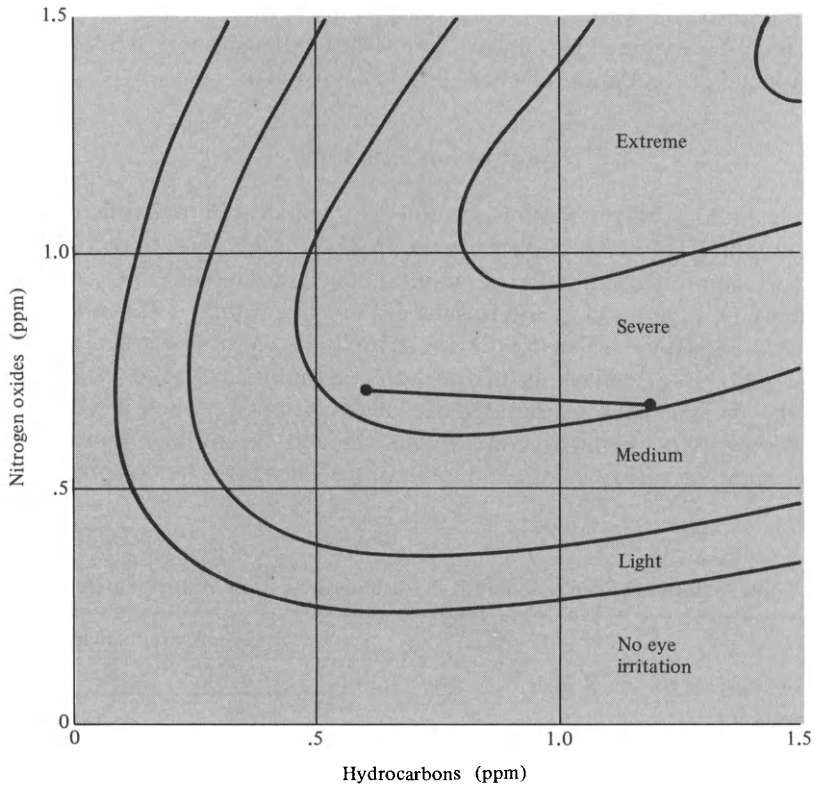 1.5
Extreme
1.0
Severe
Nitrogen oxides (ppm)
Medium
.5
Light
No eye
irritation
0
0 .5 1.0 1.5
Hydrocarbons (ppm)